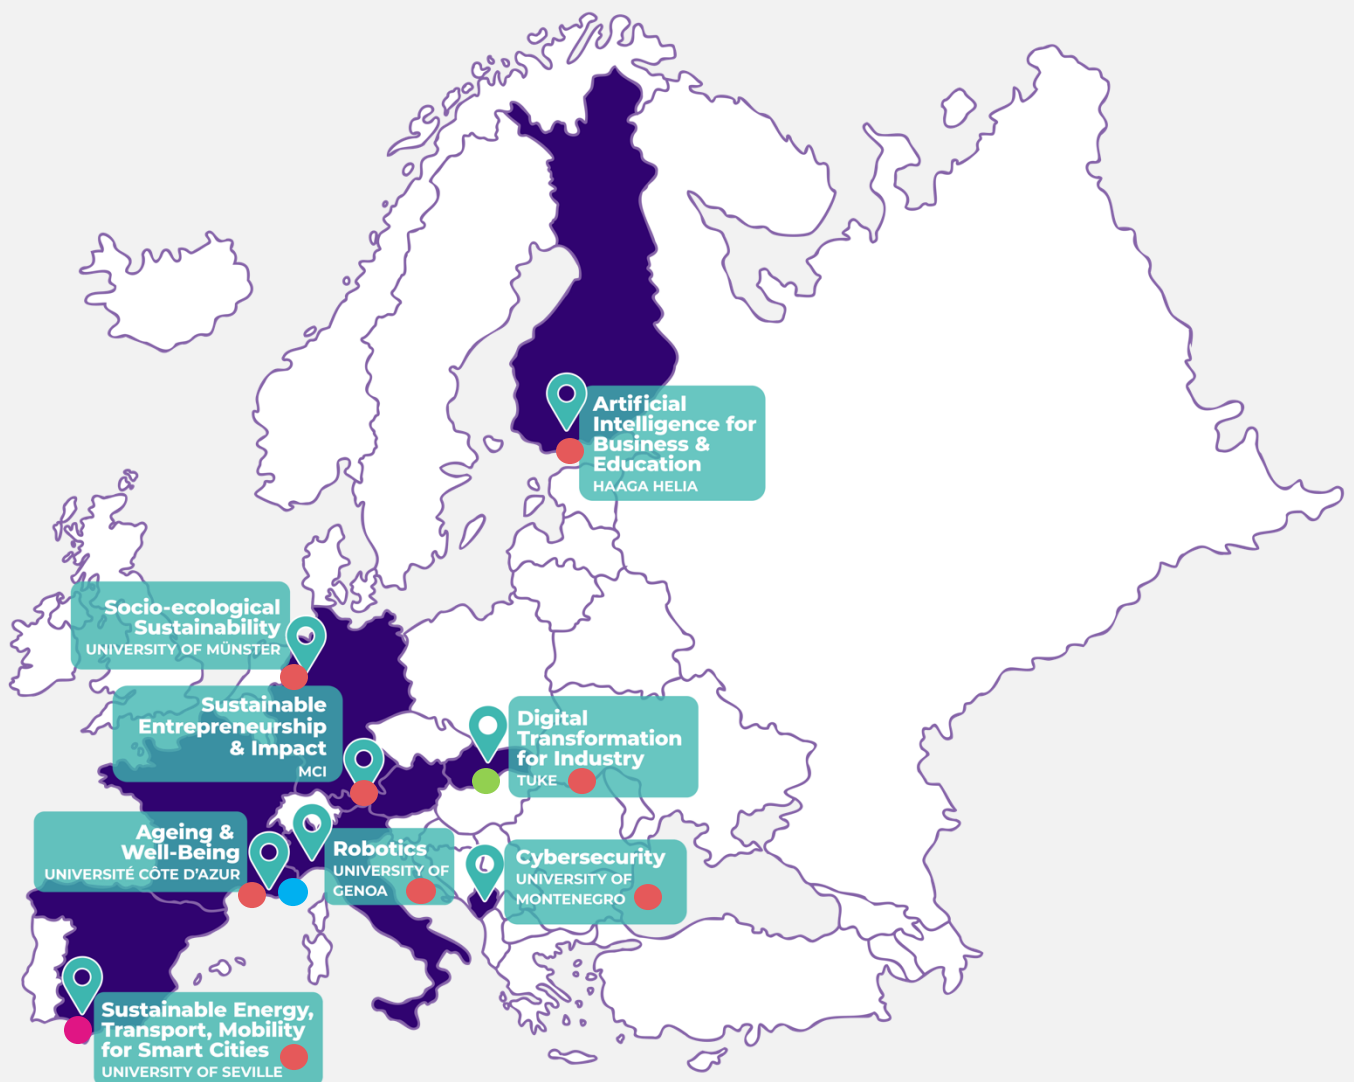 Artificial
Intelligence for
Business &
Education
HAAGA HELIA
Socio-ecological
Sustainability
UNIVERSITY OF MÜNSTER
Sustainable
Entrepreneurship
& Impact
MCI
Digital
Transformation
for Industry
TUKE
Ageing &
Well-Being
UNIVERSITÉ CÔTE D'AZUR
Robotics
UNIVERSITY OF
GENOA
Cybersecurity
UNIVERSITY OF
MONTENEGRO
Sustainable Energy,
Transport, Mobility
for Smart Cities
UNIVERSITY OF SEVILLE